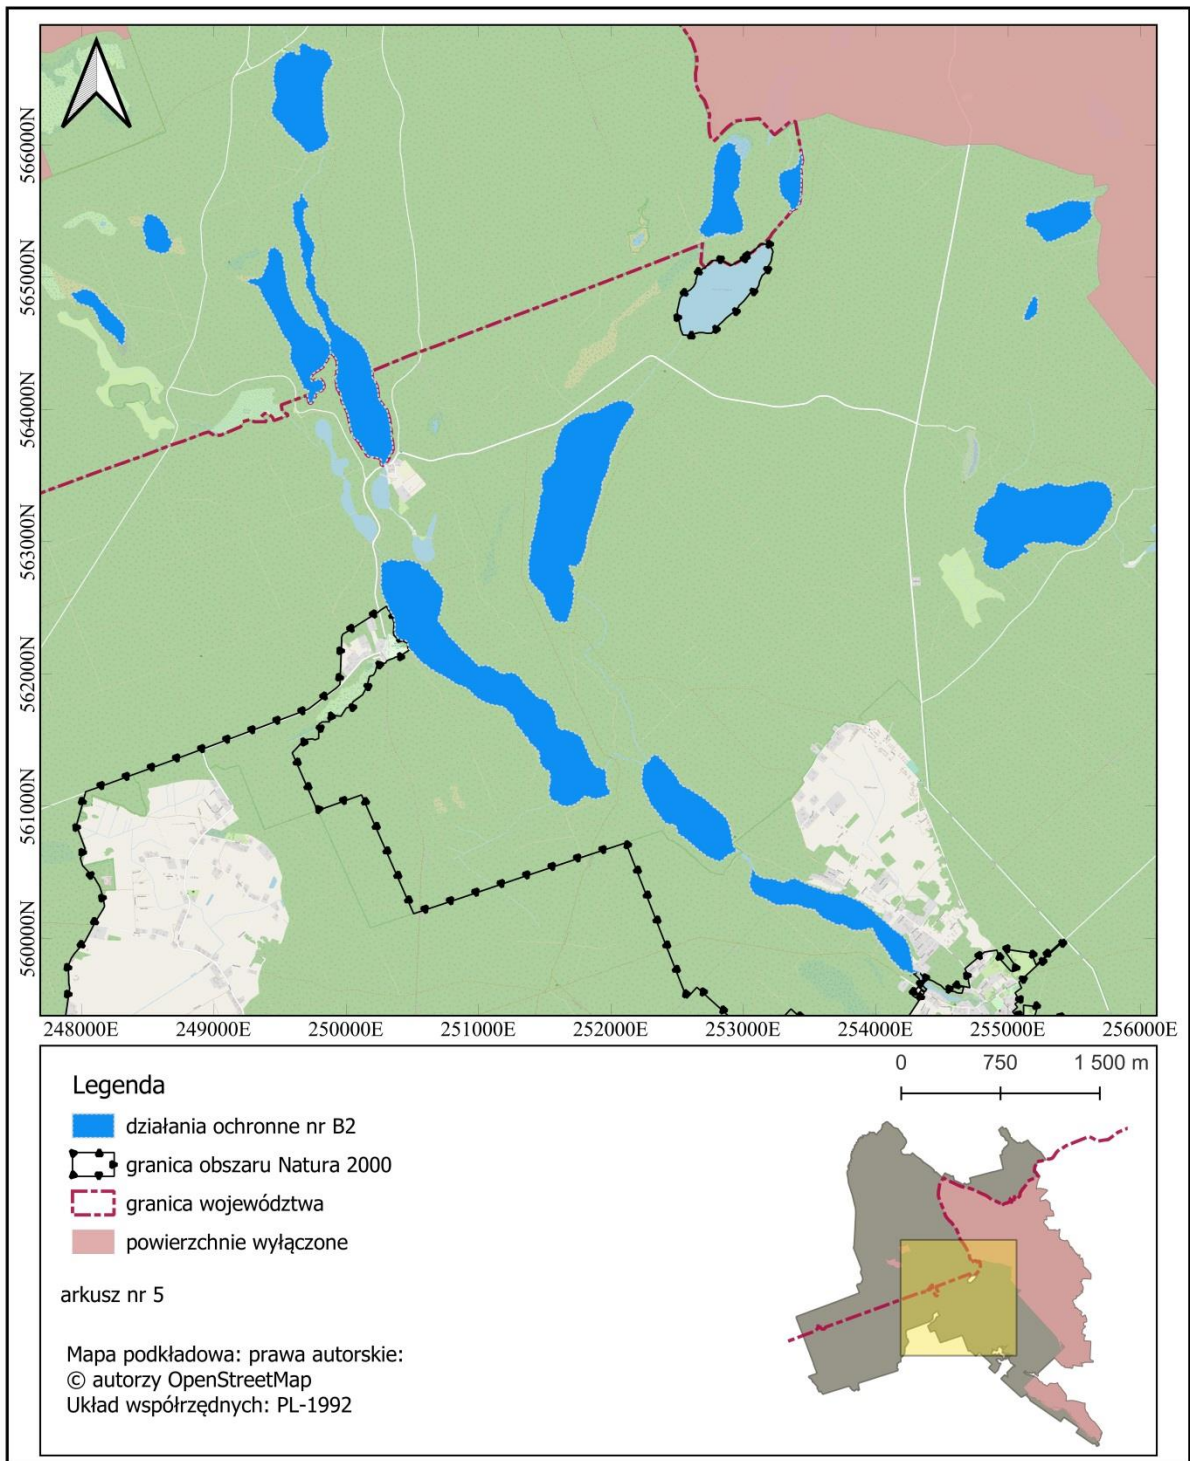 566000N
565000N
564000N
563000N
562000N
561000N
560000N
248000E 249000E 250000E 251000E 252000E 253000E 254000E 255000E 256000E
Legenda
działania ochronne nr B2
granica obszaru Natura 2000
granica województwa
powierzchnie wyłączone
arkusz nr 5
Mapa podkładowa: prawa autorskie:
© autorzy OpenStreetMap
Układ współrzędnych: PL-1992
0 750 1 500 m